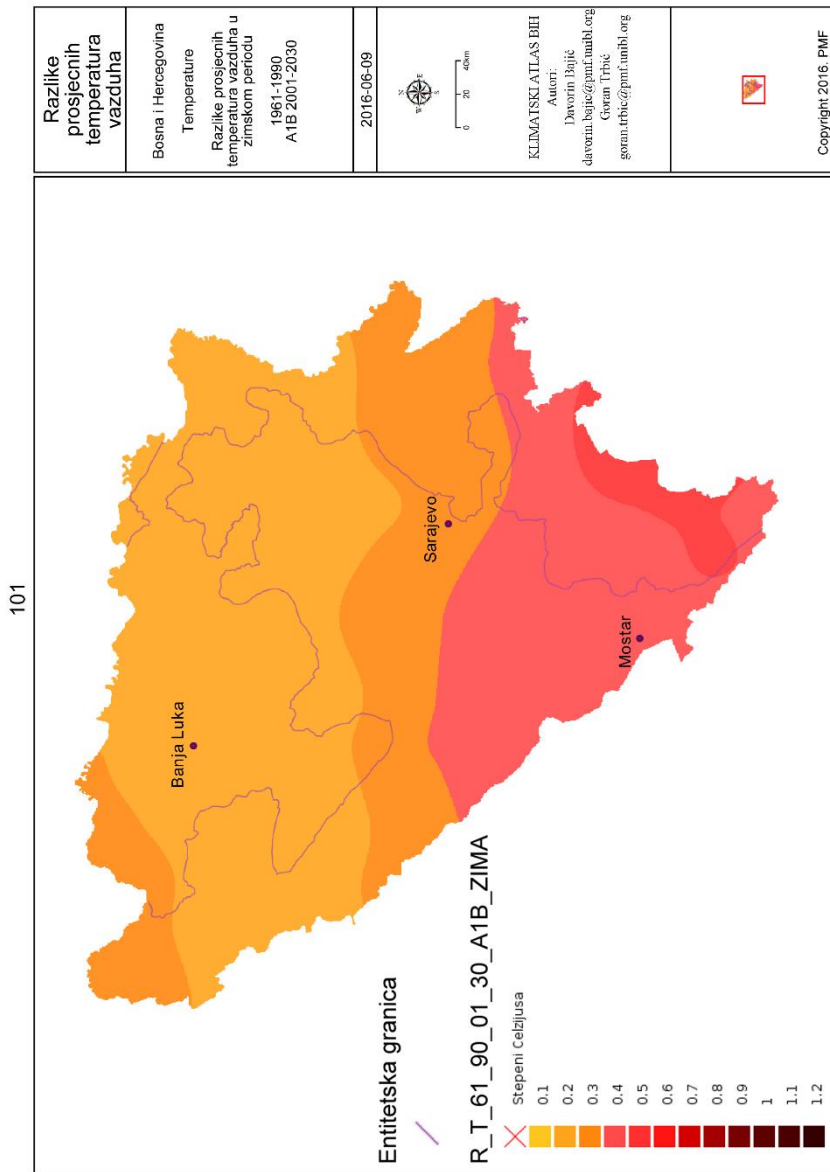 101
Razlike
prosjecnih
temperatura
vazduha
Bosna i Hercegovina
Temperature
Razlike prosjecnih
temperatura vazduha u
zimskom periodu
1961-1990
A1B 2001-2030
2016-06-09
N
W E
S
0 20 40km
KLIMATSKI ATLAS BIH
Autori:
Davorin Bajić
davorin.bajic@pmf.unibl.org
Goran Trbić
goran.trbic@pmf.unibl.org
Copyright 2016. PMF
Banja Luka
Sarajevo
Mostar
Entitetska granica
R_T_61_90_01_30_A1B_ZIMA
Stepeni Celzijusa
0.1
0.2
0.3
0.4
0.5
0.6
0.7
0.8
0.9
1
1.1
1.2